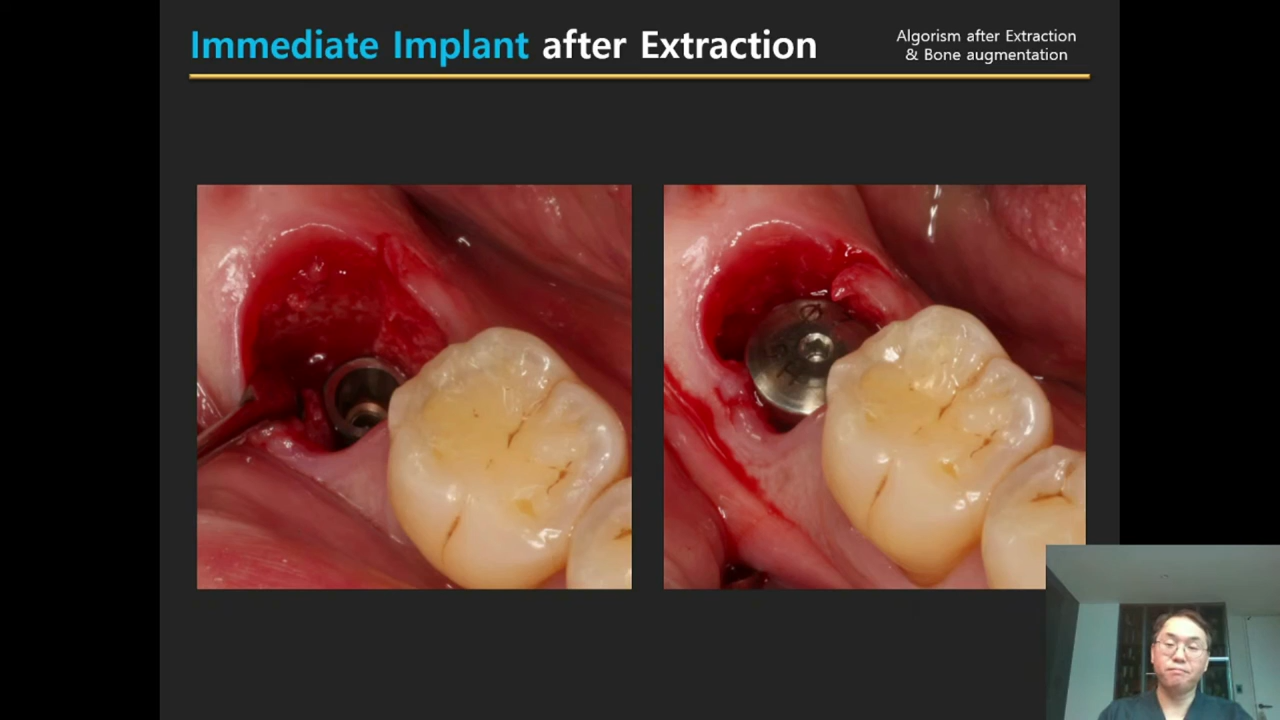 Immediate Implant after Extraction
Algorism after Extraction
& Bone augmentation